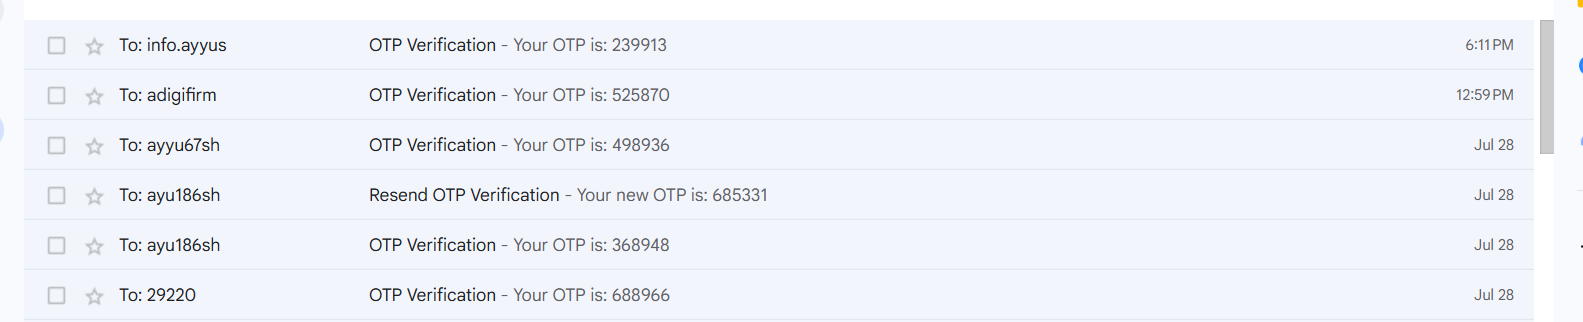 To: info.ayyus OTP Verification - Your OTP is: 239913 6:11 PM
To: adigifirm OTP Verification - Your OTP is: 525870 12:59 PM
To: ayyu67sh OTP Verification - Your OTP is: 498936 Jul 28
To: ayu186sh Resend OTP Verification - Your new OTP is: 685331 Jul 28
To: ayu186sh OTP Verification - Your OTP is: 368948 Jul 28
To: 29220 OTP Verification - Your OTP is: 688966 Jul 28